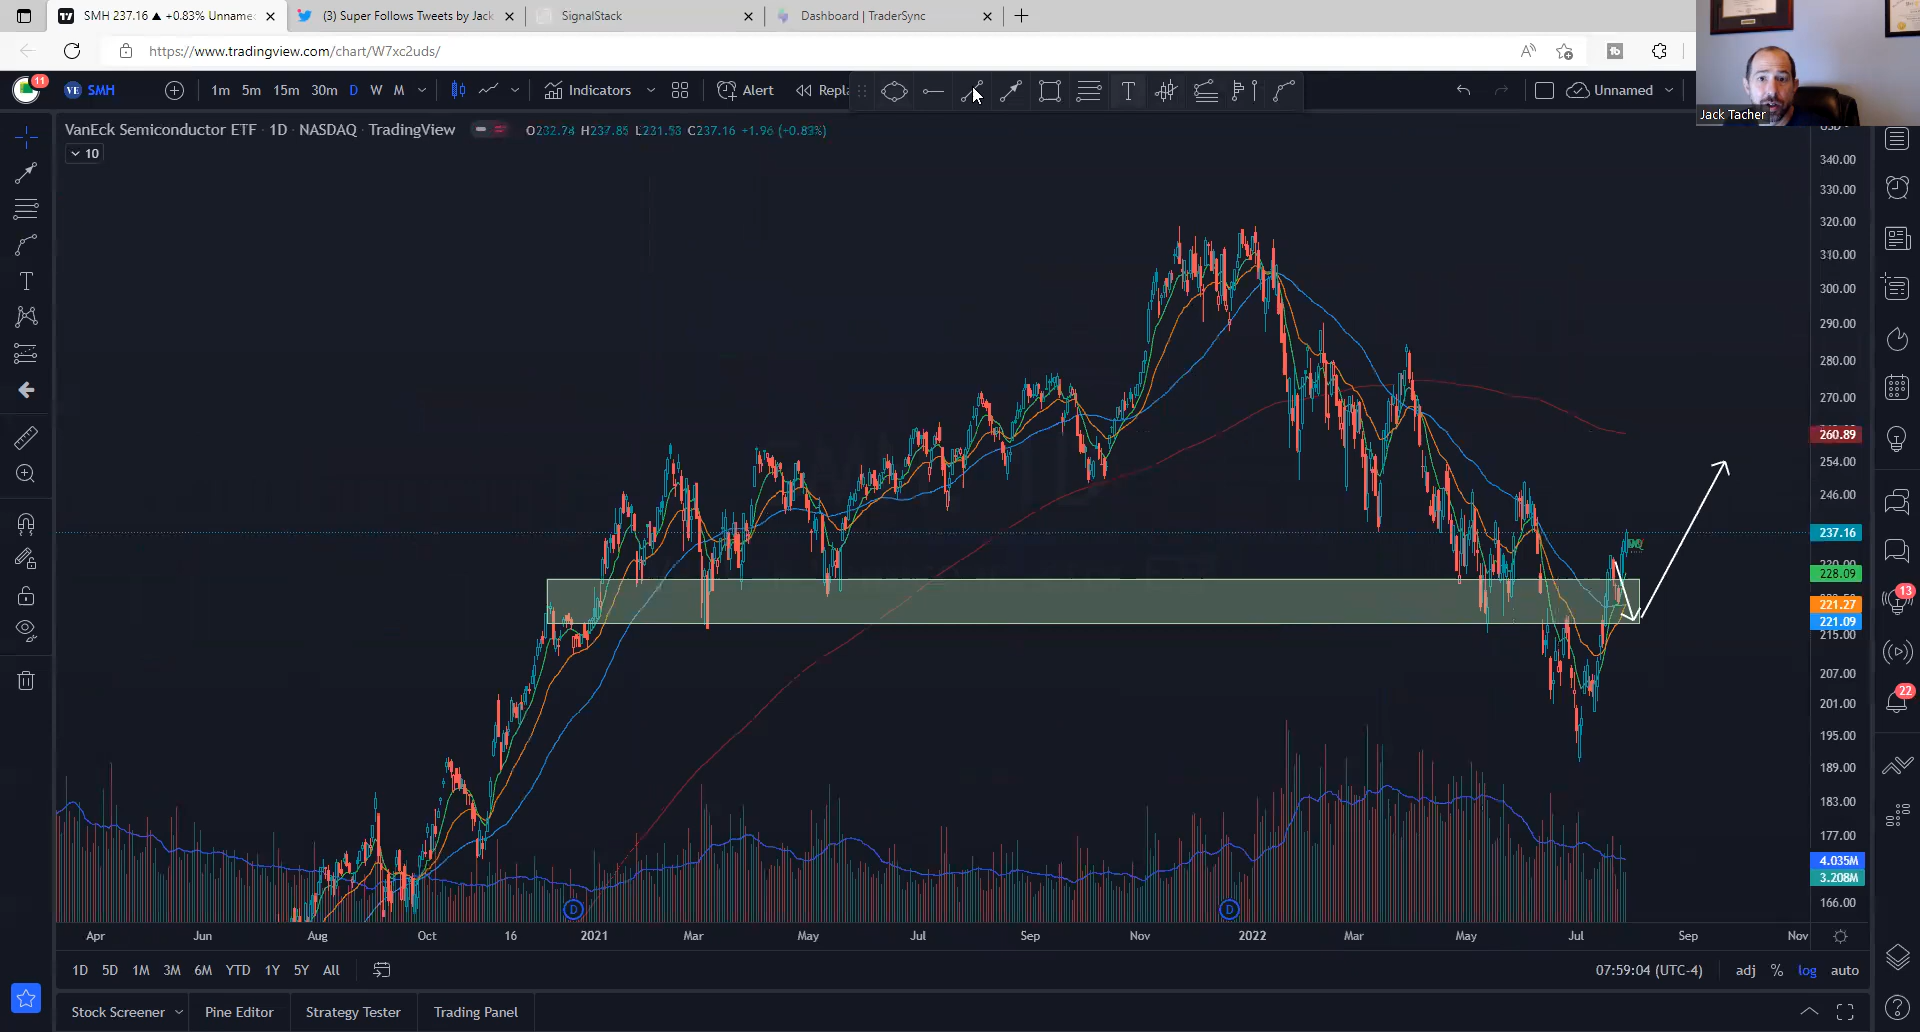 SMH 237.16 ▲ +0.83% Unname
(3) Super Follows Tweets by Jack
SignalStack
Dashboard | TraderSync
https://www.tradingview.com/chart/W7xc2uds/
Jack Tacher
11
VE SMH
1m 5m 15m 30m D W M
Indicators
Alert
Repla
T
Unnamed
VanEck Semiconductor ETF · 1D · NASDAQ · TradingView
O232.74 H237.85 L231.53 C237.16 +1.96 (+0.83%)
10
USD
340.00
330.00
320.00
310.00
300.00
290.00
280.00
270.00
260.89
254.00
246.00
237.16
228.09
221.27
221.09
215.00
207.00
201.00
195.00
189.00
183.00
177.00
4.035M
3.208M
166.00
13
22
D
D
Apr Jun Aug Oct 16 2021 Mar May Jul Sep Nov 2022 Mar May Jul Sep Nov
1D 5D 1M 3M 6M YTD 1Y 5Y All
07:59:04 (UTC-4) adj % log auto
Stock Screener Pine Editor Strategy Tester Trading Panel